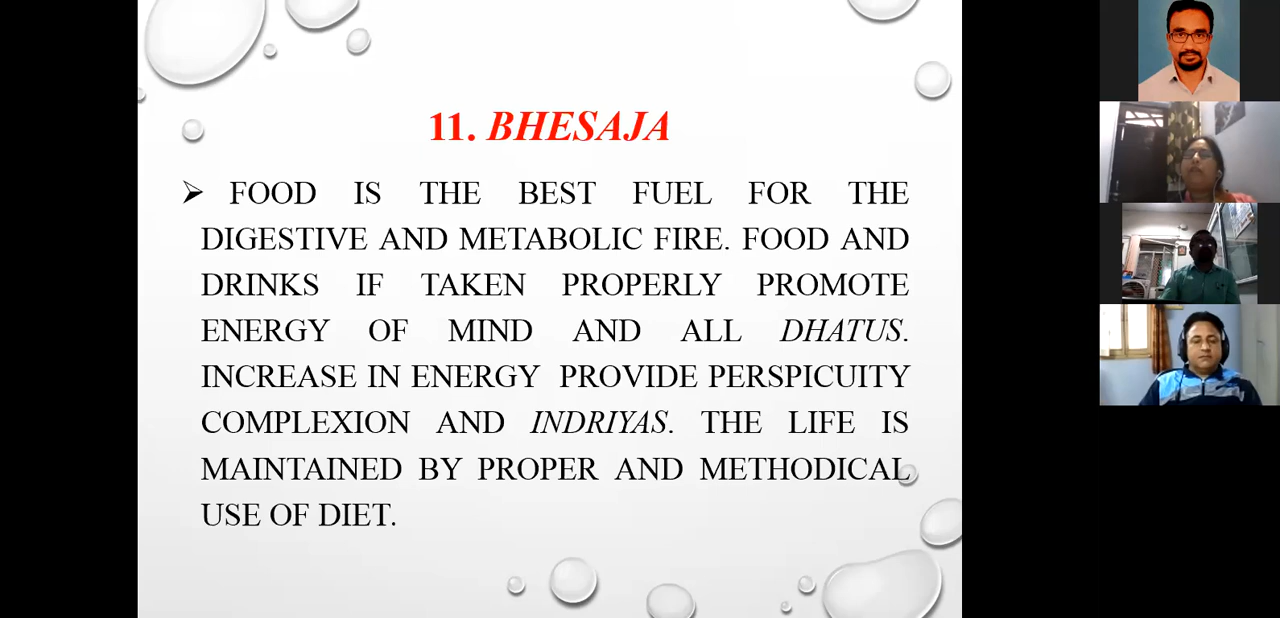 11. BHESAJA
➢ FOOD IS THE BEST FUEL FOR THE
DIGESTIVE AND METABOLIC FIRE. FOOD AND
DRINKS IF TAKEN PROPERLY PROMOTE
ENERGY OF MIND AND ALL DHATUS.
INCREASE IN ENERGY PROVIDE PERSPICUITY
COMPLEXION AND INDRIYAS. THE LIFE IS
MAINTAINED BY PROPER AND METHODICAL
USE OF DIET.